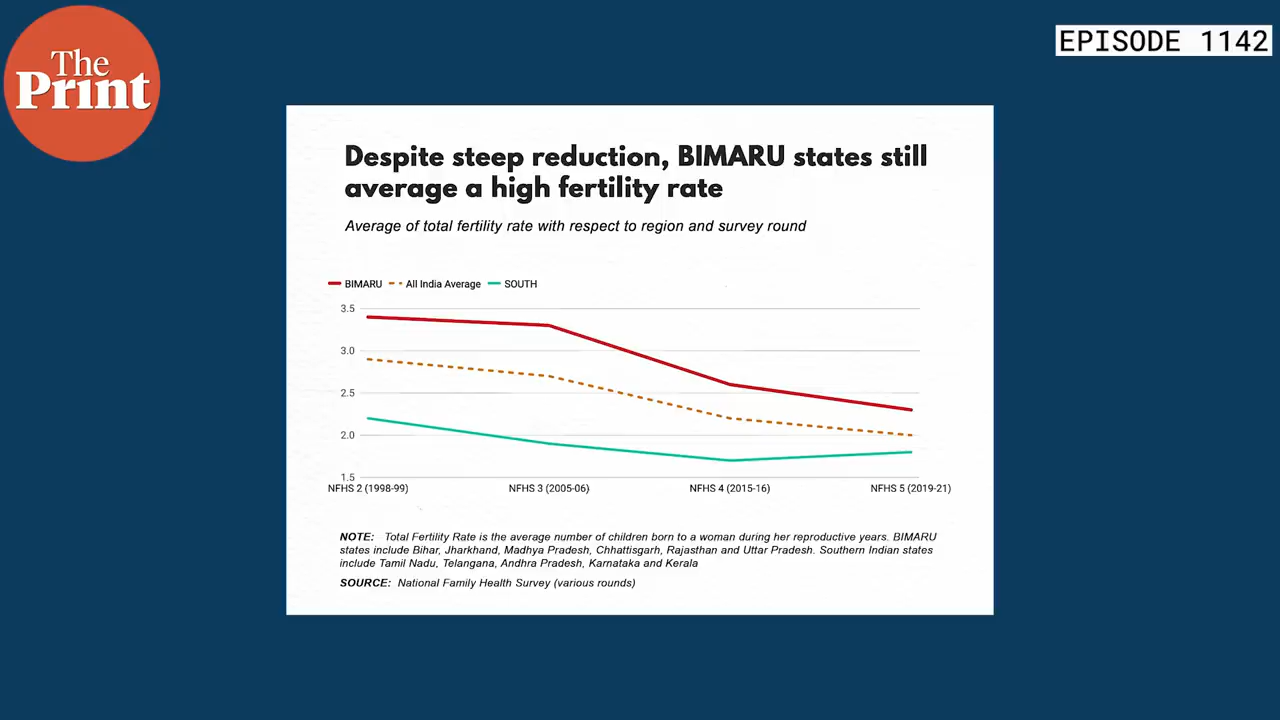 The
Print
EPISODE 1142
Despite steep reduction, BIMARU states still
average a high fertility rate
Average of total fertility rate with respect to region and survey round
BIMARU All India Average SOUTH
3.5
3.0
2.5
2.0
1.5
NFHS 2 (1998-99) NFHS 3 (2005-06) NFHS 4 (2015-16) NFHS 5 (2019-21)
NOTE: Total Fertility Rate is the average number of children born to a woman during her reproductive years. BIMARU
states include Bihar, Jharkhand, Madhya Pradesh, Chhattisgarh, Rajasthan and Uttar Pradesh. Southern Indian states
include Tamil Nadu, Telangana, Andhra Pradesh, Karnataka and Kerala
SOURCE: National Family Health Survey (various rounds)